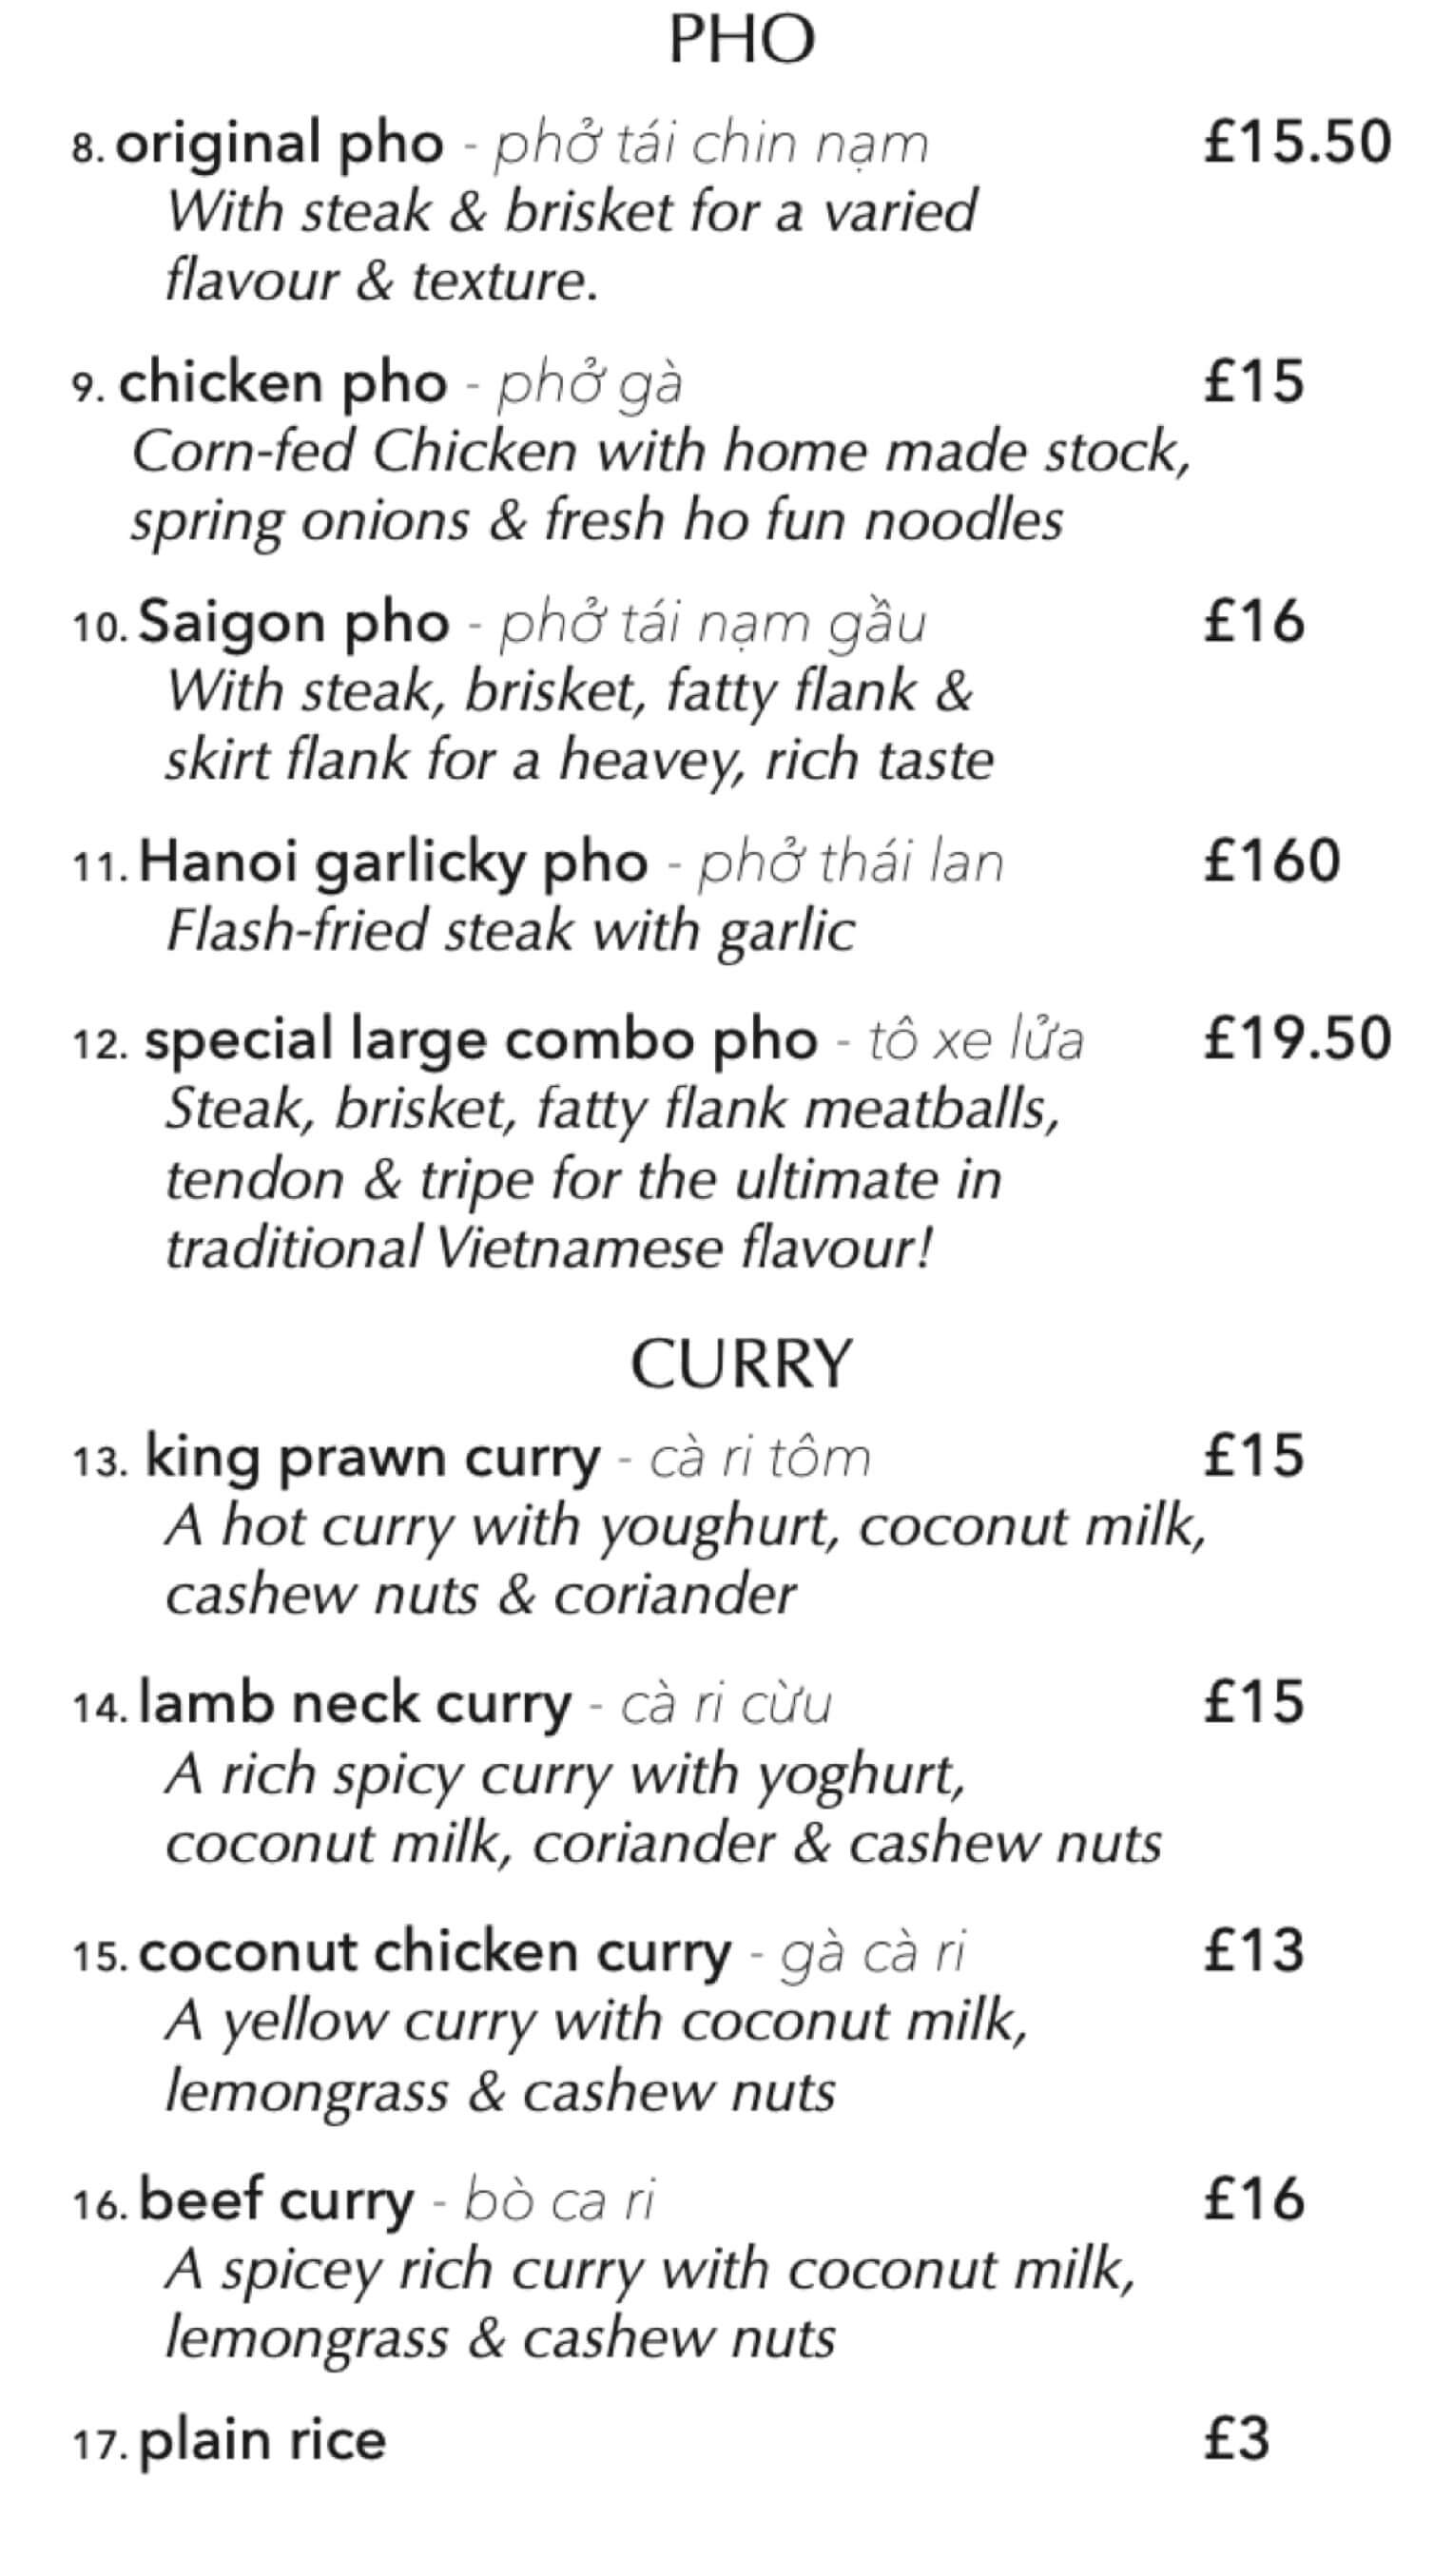 PHO
8. original pho - phở tái chin nạm £15.50
With steak & brisket for a varied
flavour & texture.
9. chicken pho - phở gà £15
Corn-fed Chicken with home made stock,
spring onions & fresh ho fun noodles
10. Saigon pho - phở tái nạm gầu £16
With steak, brisket, fatty flank &
skirt flank for a heavey, rich taste
11. Hanoi garlicky pho - phở thái lan £160
Flash-fried steak with garlic
12. special large combo pho - tô xe lửa £19.50
Steak, brisket, fatty flank meatballs,
tendon & tripe for the ultimate in
traditional Vietnamese flavour!
CURRY
13. king prawn curry - cà ri tôm £15
A hot curry with youghurt, coconut milk,
cashew nuts & coriander
14. lamb neck curry - cà ri cừu £15
A rich spicy curry with yoghurt,
coconut milk, coriander & cashew nuts
15. coconut chicken curry - gà cà ri £13
A yellow curry with coconut milk,
lemongrass & cashew nuts
16. beef curry - bò ca ri £16
A spicey rich curry with coconut milk,
lemongrass & cashew nuts
17. plain rice £3